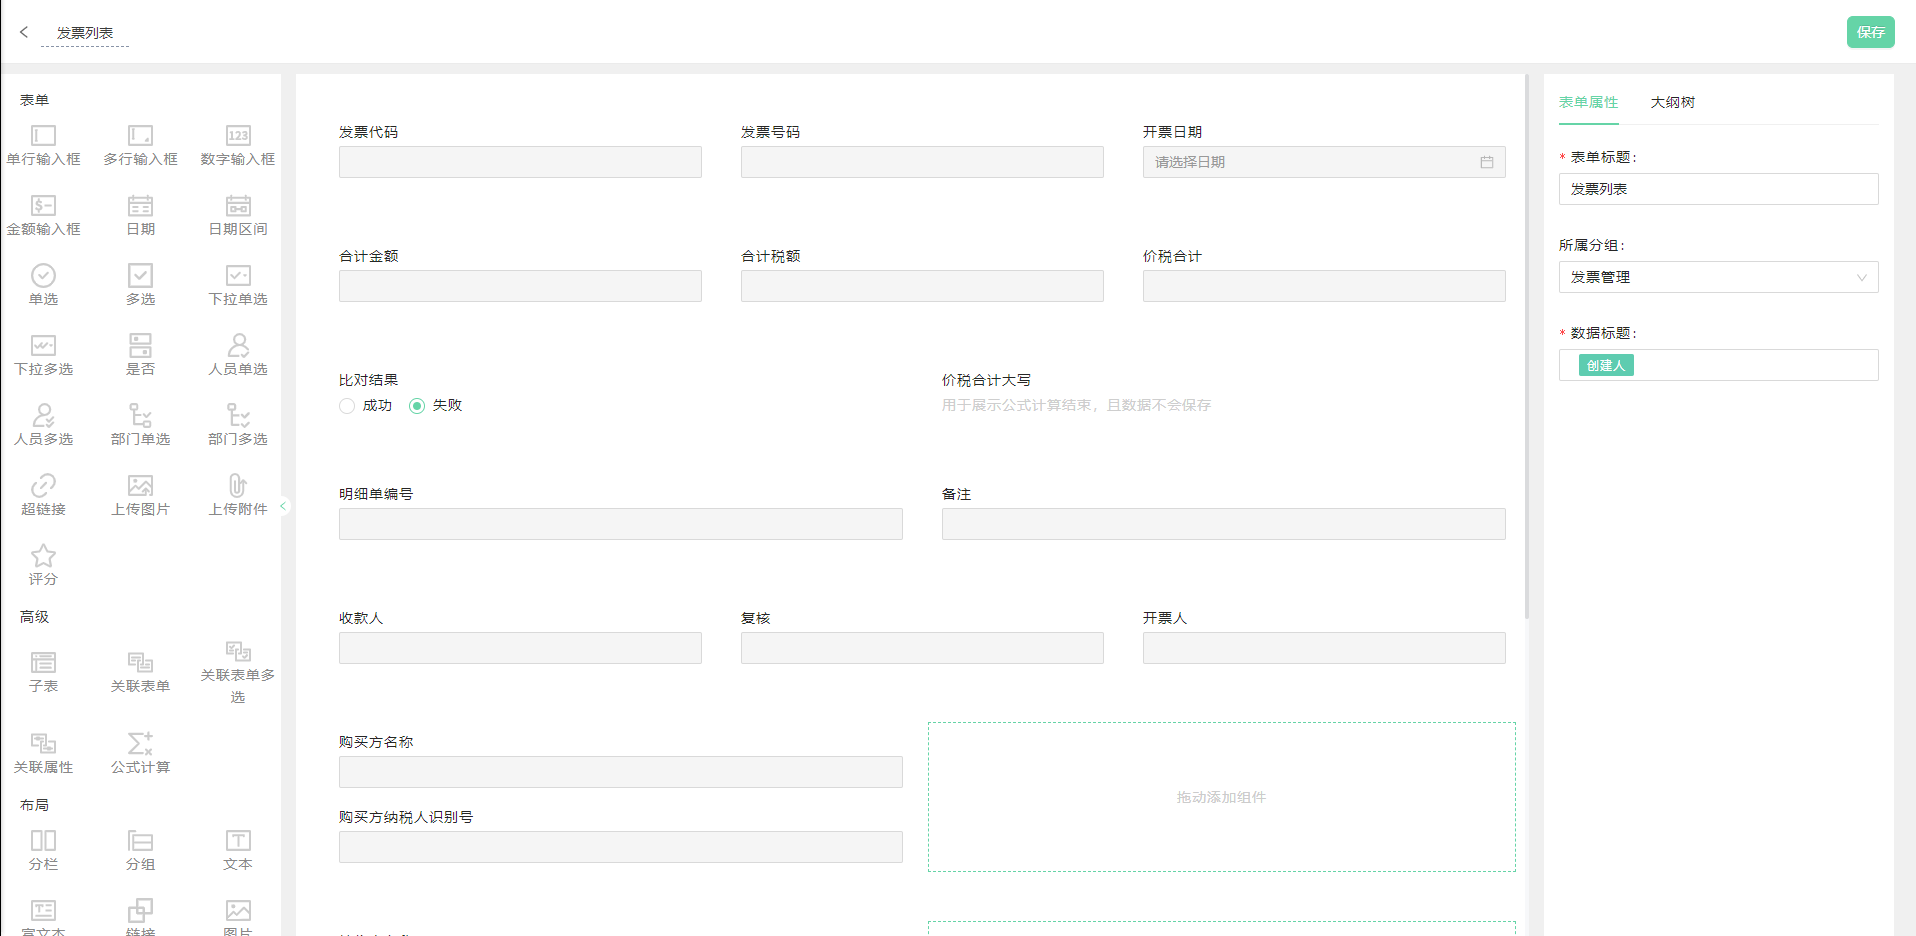 发票列表
保存
表单
单行输入框
多行输入框
数字输入框
金额输入框
日期
日期区间
单选
多选
下拉单选
下拉多选
是否
人员单选
人员多选
部门单选
部门多选
超链接
上传图片
上传附件
评分
高级
子表
关联表单
关联表单多
选
关联属性
公式计算
布局
分栏
分组
文本
富文本
链接
图片
发票代码
发票号码
开票日期
请选择日期
合计金额
合计税额
价税合计
比对结果
成功
失败
价税合计大写
用于展示公式计算结束，且数据不会保存
明细单编号
备注
收款人
复核
开票人
购买方名称
购买方纳税人识别号
拖动添加组件
表单属性
大纲树
* 表单标题：
发票列表
所属分组：
发票管理
* 数据标题：
创建人